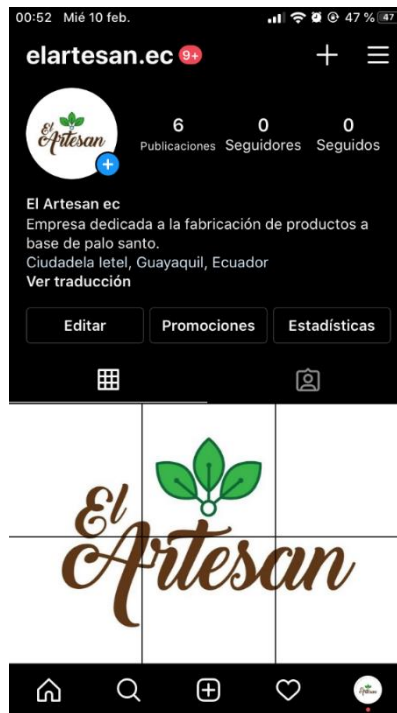 00:52 Mié 10 feb. 47 % 47
elartesan.ec 9+
El Artesan
6 0 0
Publicaciones Seguidores Seguidos
El Artesan ec
Empresa dedicada a la fabricación de productos a
base de palo santo.
Ciudadela Ietel, Guayaquil, Ecuador
Ver traducción
Editar Promociones Estadísticas
El
Artesan